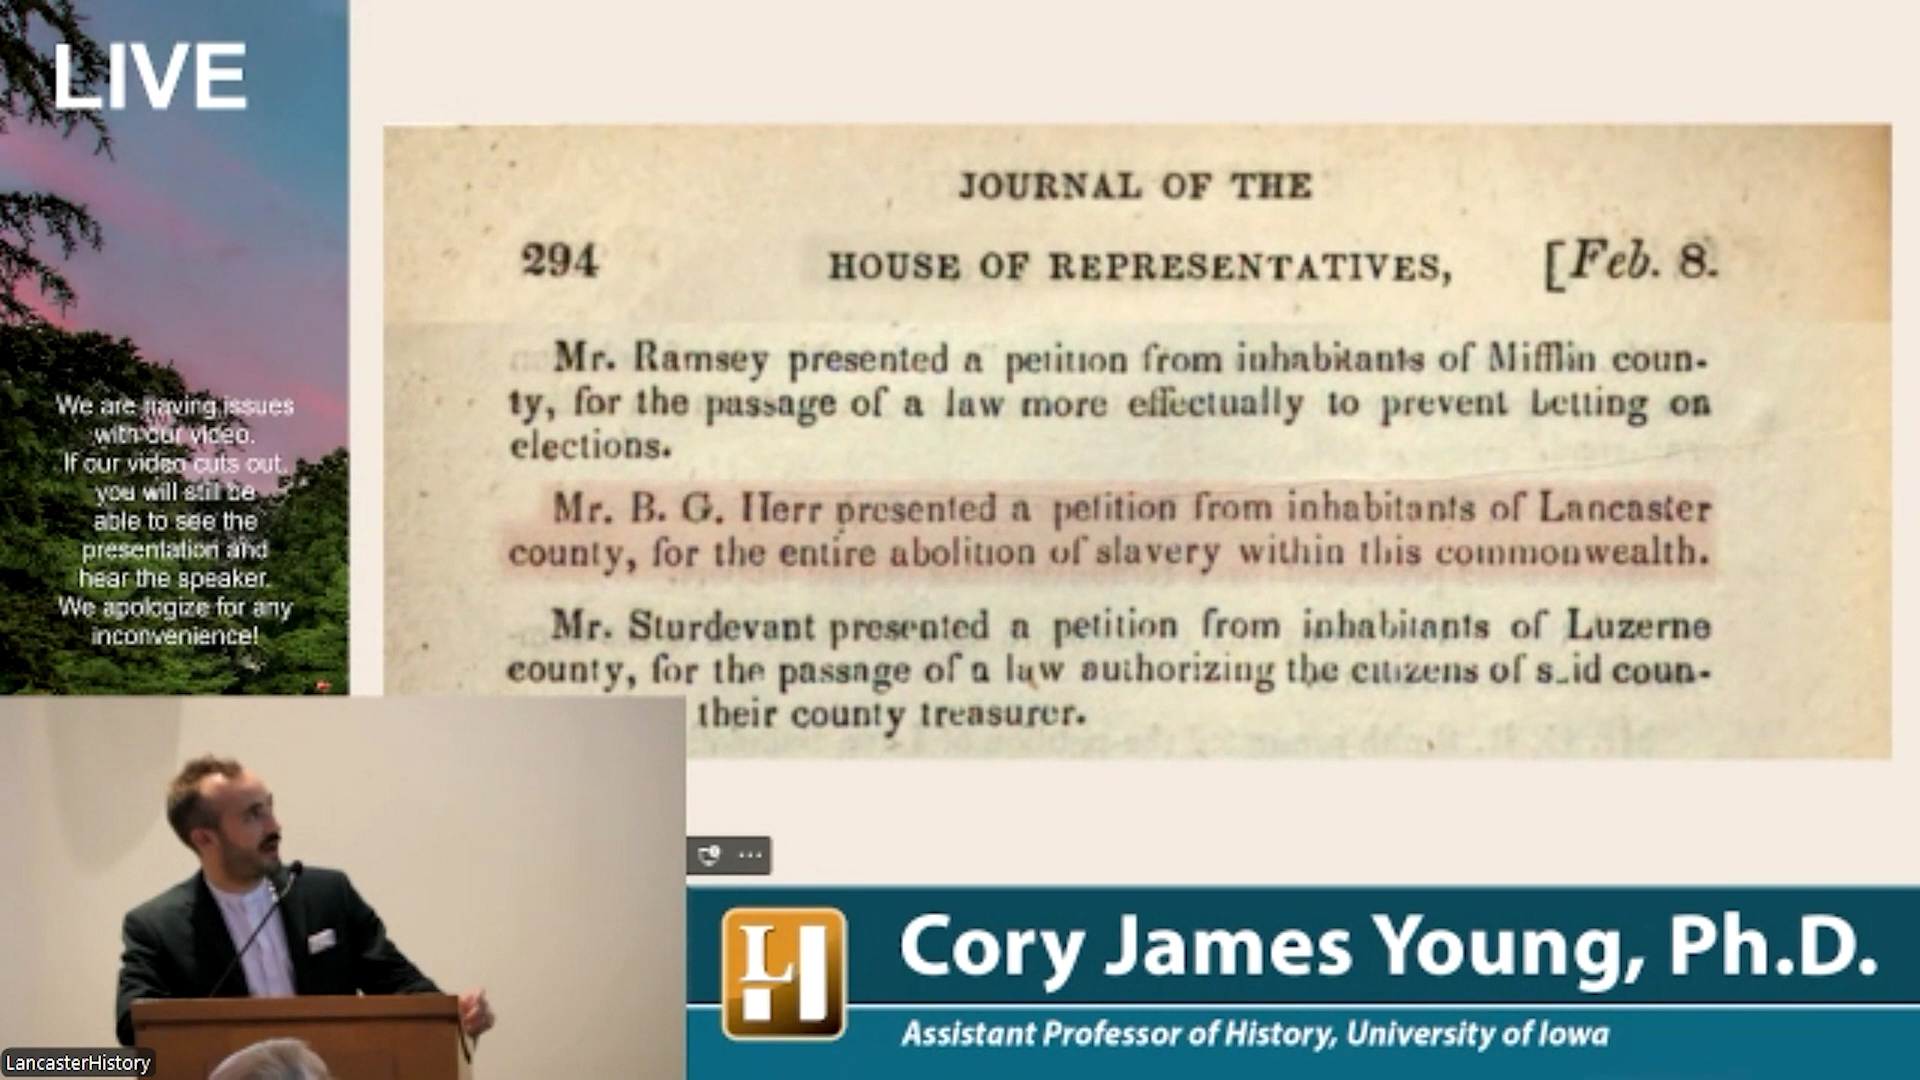 LIVE
We are having issues
with our video.
If our video cuts out,
you will still be
able to see the
presentation and
hear the speaker.
We apologize for any
inconvenience!
JOURNAL OF THE
294 HOUSE OF REPRESENTATIVES, [Feb. 8.
Mr. Ramsey presented a petition from inhabitants of Mifflin coun-
ty, for the passage of a law more effectually to prevent betting on
elections.
Mr. B. G. Herr presented a petition from inhabitants of Lancaster
county, for the entire abolition of slavery within this commonwealth.
Mr. Sturdevant presented a petition from inhabitants of Luzerne
county, for the passage of a law authorizing the citizens of said coun-
their county treasurer.
LH
Cory James Young, Ph.D.
Assistant Professor of History, University of Iowa
LancasterHistory